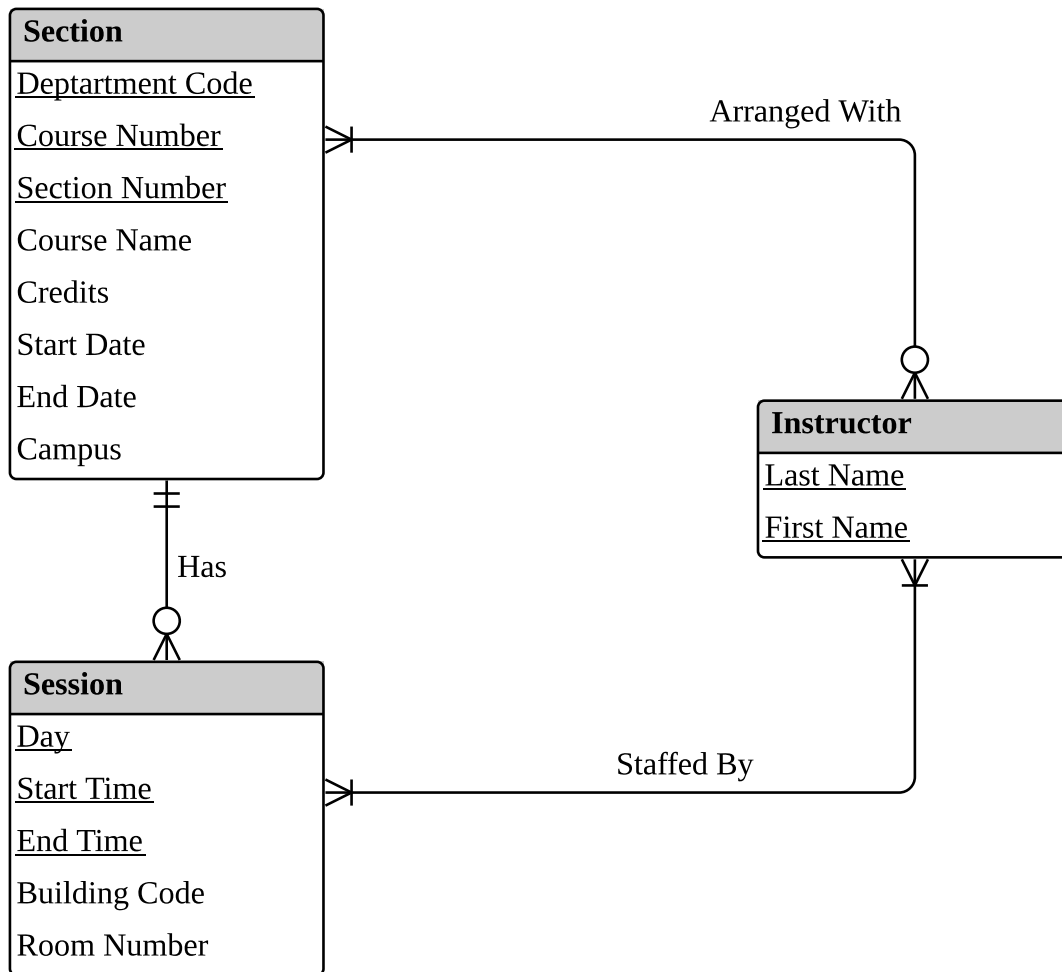 Section
Deptartment Code
Course Number
Section Number
Course Name
Credits
Start Date
End Date
Campus
Arranged With
Instructor
Last Name
First Name
Has
Session
Day
Start Time
End Time
Building Code
Room Number
Staffed By